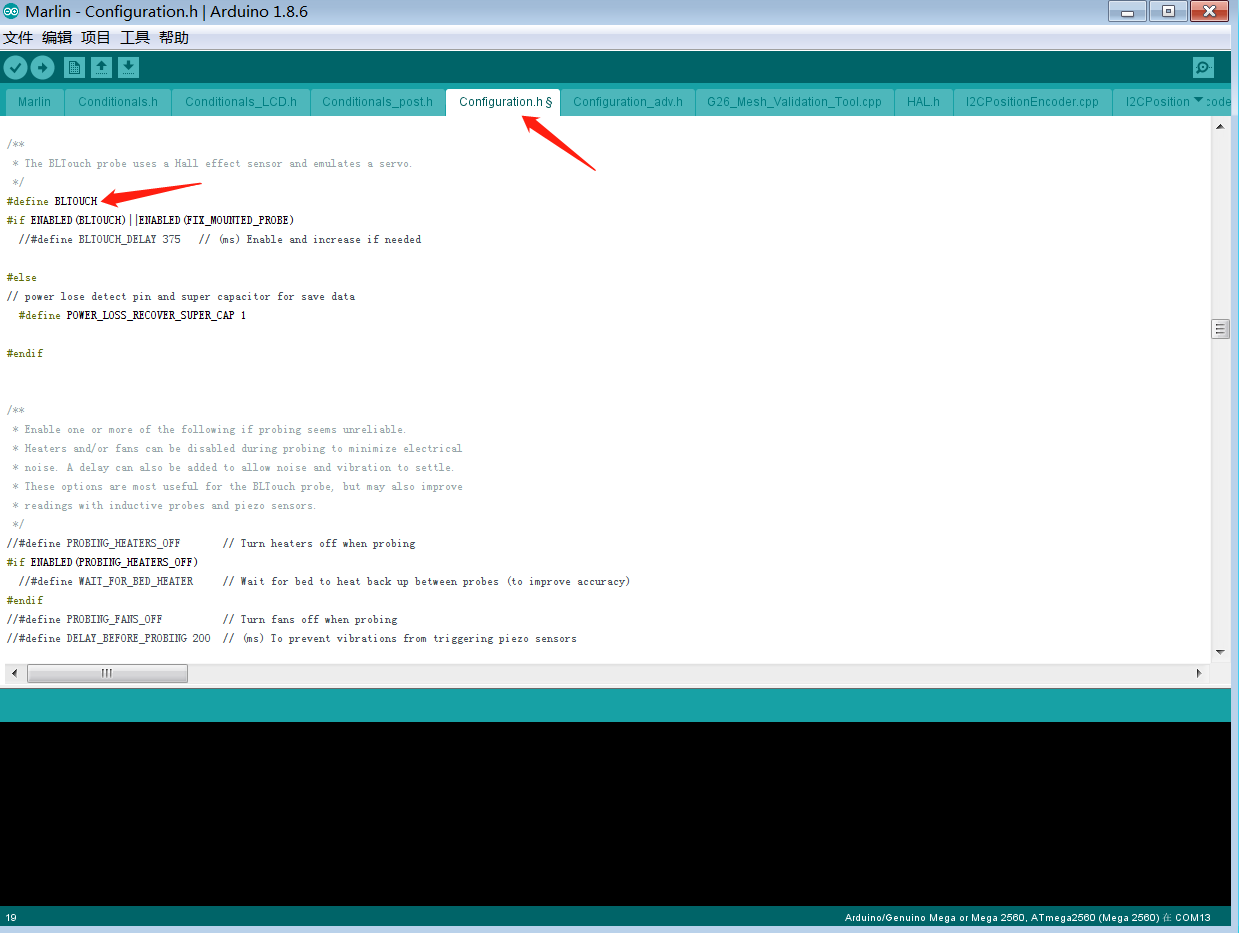 Marlin - Configuration.h | Arduino 1.8.6
文件 编辑 项目 工具 帮助
Marlin Conditionals.h Conditionals_LCD.h Conditionals_post.h Configuration.h § Configuration_adv.h G26_Mesh_Validation_Tool.cpp HAL.h I2CPositionEncoder.cpp I2CPosition code
/**
* The BLTouch probe uses a Hall effect sensor and emulates a servo.
*/
#define BLTOUCH
#if ENABLED(BLTOUCH)||ENABLED(FIX_MOUNTED_PROBE)
//#define BLTOUCH_DELAY 375 // (ms) Enable and increase if needed
#else
// power lose detect pin and super capacitor for save data
#define POWER_LOSS_RECOVER_SUPER_CAP 1
#endif
/**
* Enable one or more of the following if probing seems unreliable.
* Heaters and/or fans can be disabled during probing to minimize electrical
* noise. A delay can also be added to allow noise and vibration to settle.
* These options are most useful for the BLTouch probe, but may also improve
* readings with inductive probes and piezo sensors.
*/
//#define PROBING_HEATERS_OFF // Turn heaters off when probing
#if ENABLED(PROBING_HEATERS_OFF)
//#define WAIT_FOR_BED_HEATER // Wait for bed to heat back up between probes (to improve accuracy)
#endif
//#define PROBING_FANS_OFF // Turn fans off when probing
//#define DELAY_BEFORE_PROBING 200 // (ms) To prevent vibrations from triggering piezo sensors
19 Arduino/Genuino Mega or Mega 2560, ATmega2560 (Mega 2560) 在 COM13